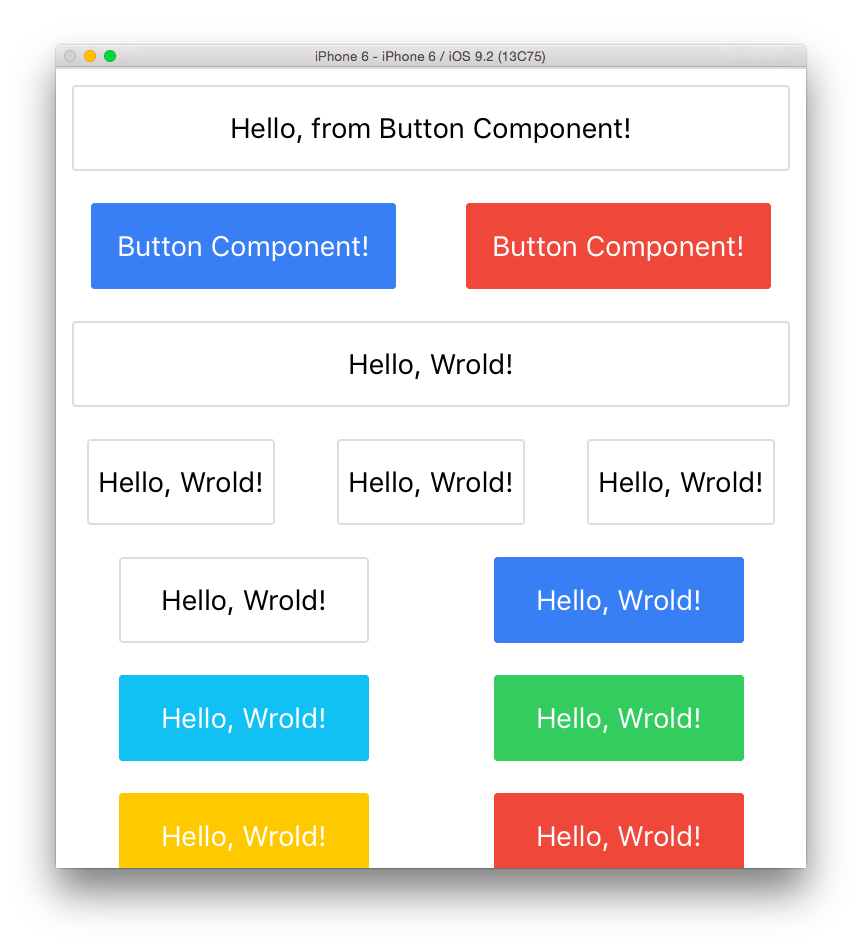 iPhone 6 - iPhone 6 / iOS 9.2 (13C75)
Hello, from Button Component!
Button Component! Button Component!
Hello, Wrold!
Hello, Wrold! Hello, Wrold! Hello, Wrold!
Hello, Wrold! Hello, Wrold!
Hello, Wrold! Hello, Wrold!
Hello, Wrold! Hello, Wrold!